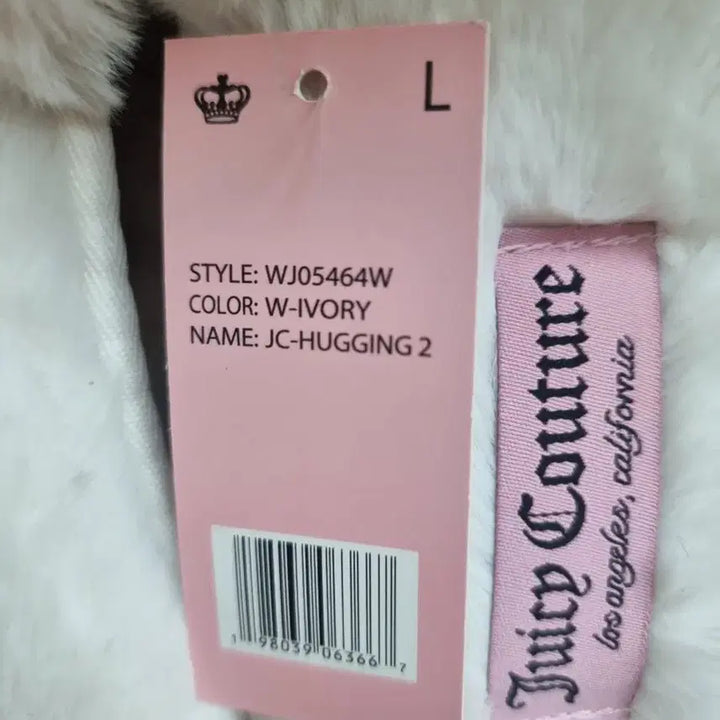 L
STYLE: WJ05464W
COLOR: W-IVORY
NAME: JC-HUGGING 2
1 98039 06366 7
Juicy Couture
los angeles, california